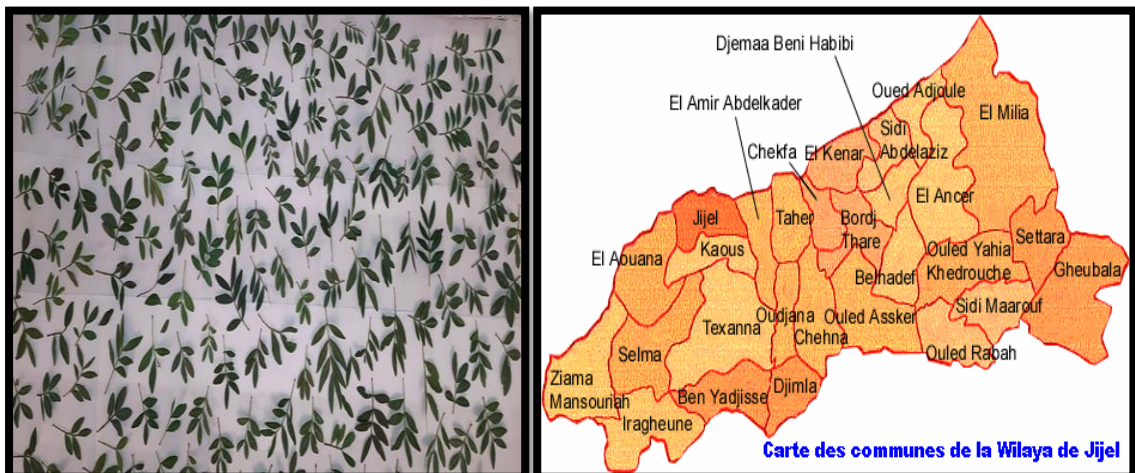 Djemaa Beni Habibi
Oued Adjoule
El Amir Abdelkader
El Milia
Sidi
Abdelaziz
Chekfa
El Kenar
El Ancer
Jijel
Taher
Bordj
Thare
Kaous
El Aouana
Ouled Yahia
Khedrouche
Settara
Gheubala
Belhadef
Sidi Maarouf
Oudjana
Ouled Assker
Texanna
Chehna
Selma
Ouled Rabah
Ziama
Mansouriah
Ben Yadjisse
Djimla
Iragheune
Carte des communes de la Wilaya de Jijel